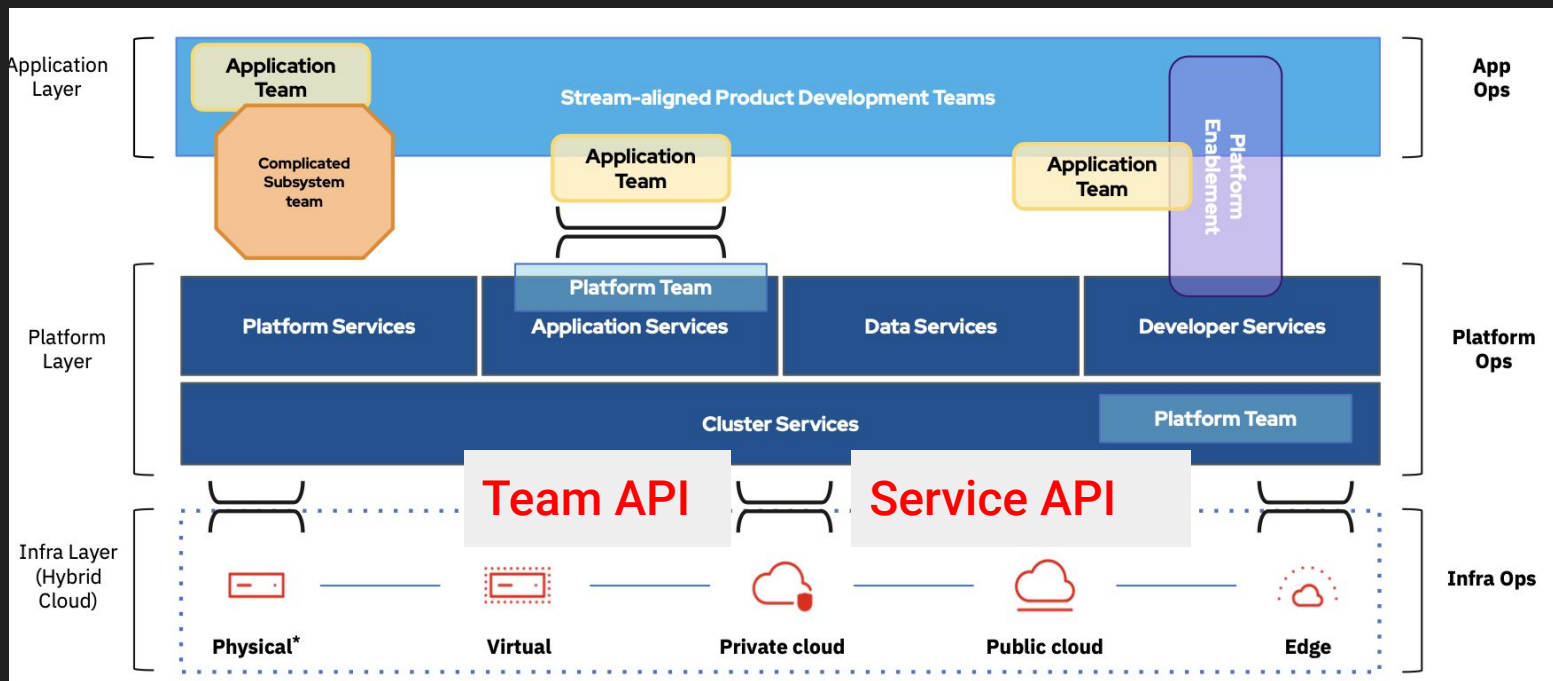 Application
Layer
Application
Team
Stream-aligned Product Development Teams
Complicated
Subsystem
team
Application
Team
Application
Team
Platform
Enablement
App
Ops
Platform
Layer
Platform Services
Platform Team
Application Services
Data Services
Developer Services
Cluster Services
Platform Team
Platform
Ops
Team API
Service API
Infra Layer
(Hybrid
Cloud)
Physical*
Virtual
Private cloud
Public cloud
Edge
Infra Ops